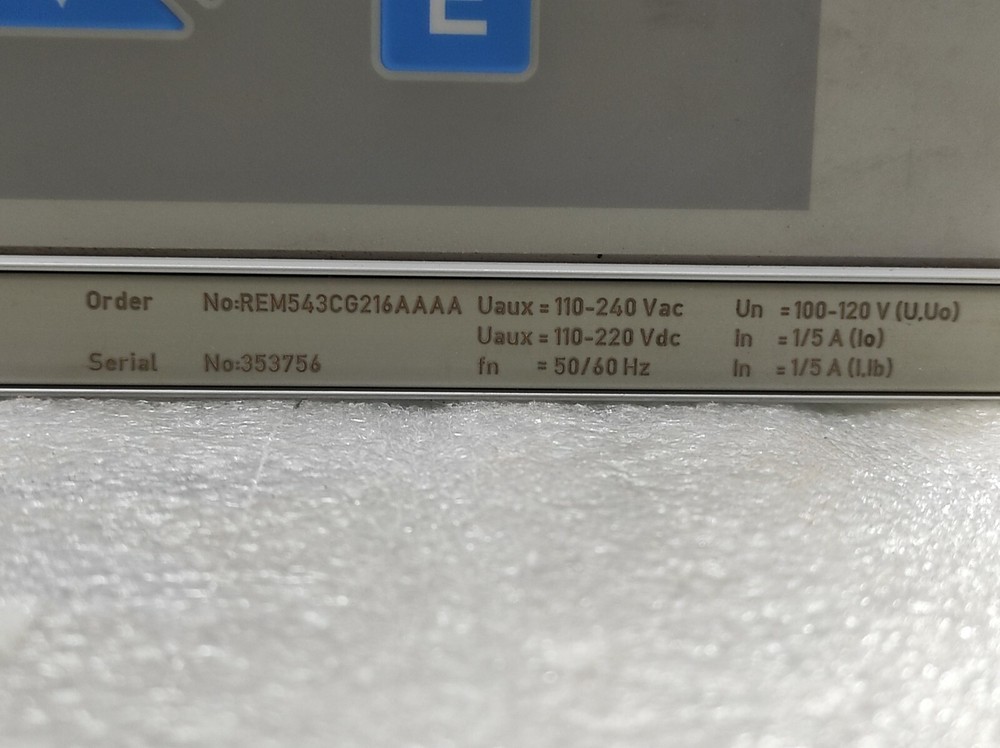 E
Order No:REM543CG216AAAA Uaux = 110-240 Vac Un = 100-120 V (U,Uo)
Uaux = 110-220 Vdc In = 1/5 A (Io)
Serial No:353756 fn = 50/60 Hz In = 1/5 A (I,Ib)